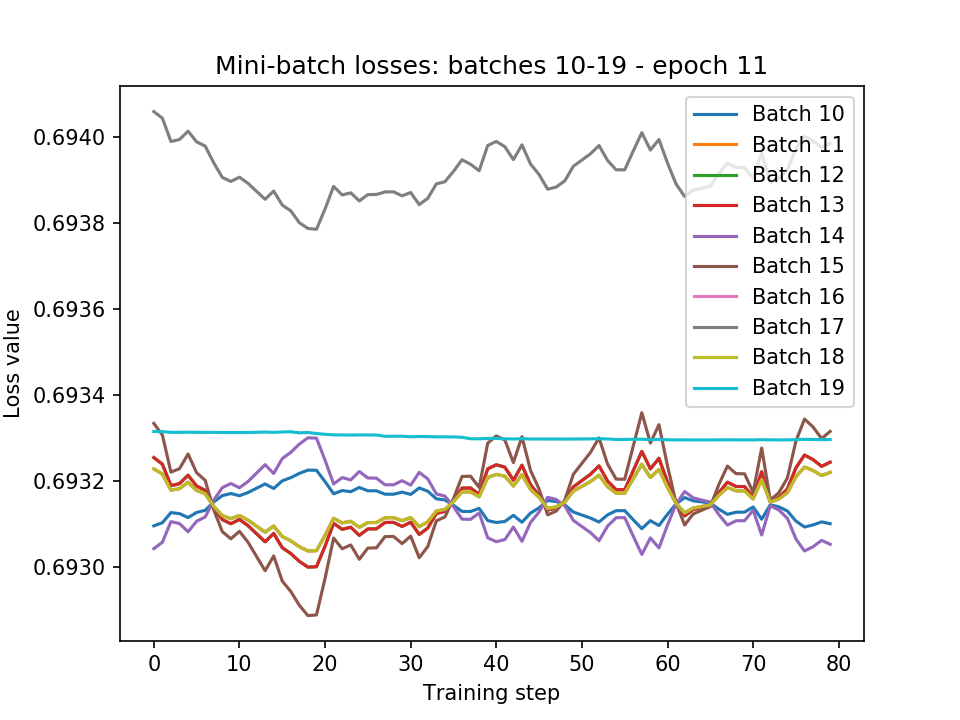 Mini-batch losses: batches 10-19 - epoch 11
0.6940
0.6938
0.6936
0.6934
0.6932
0.6930
Loss value
Batch 10
Batch 11
Batch 12
Batch 13
Batch 14
Batch 15
Batch 16
Batch 17
Batch 18
Batch 19
0 10 20 30 40 50 60 70 80
Training step